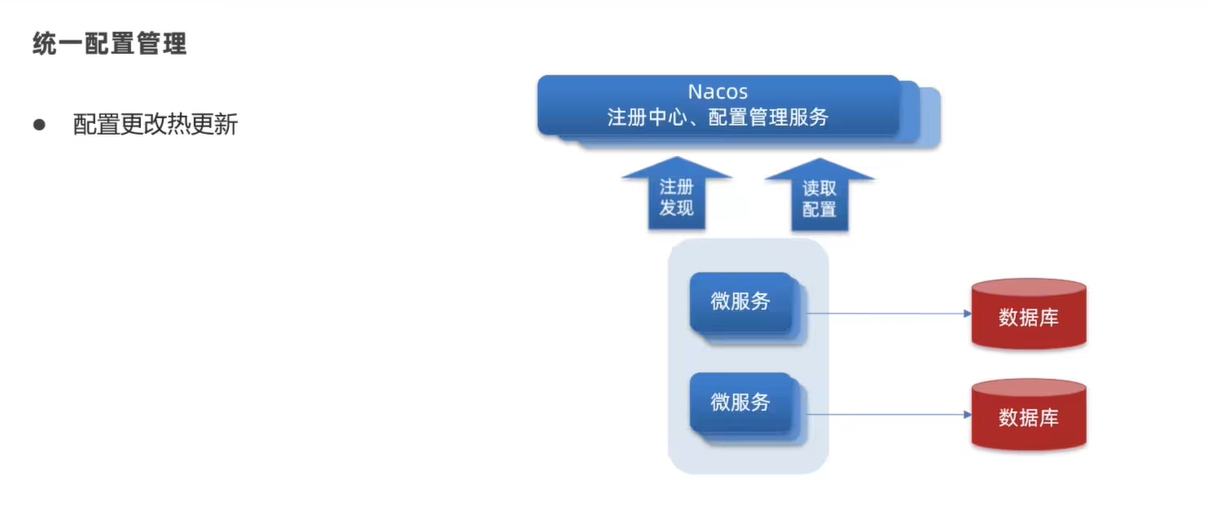 统一配置管理
● 配置更改热更新
Nacos
注册中心、配置管理服务
注册
发现
读取
配置
微服务
数据库
微服务
数据库